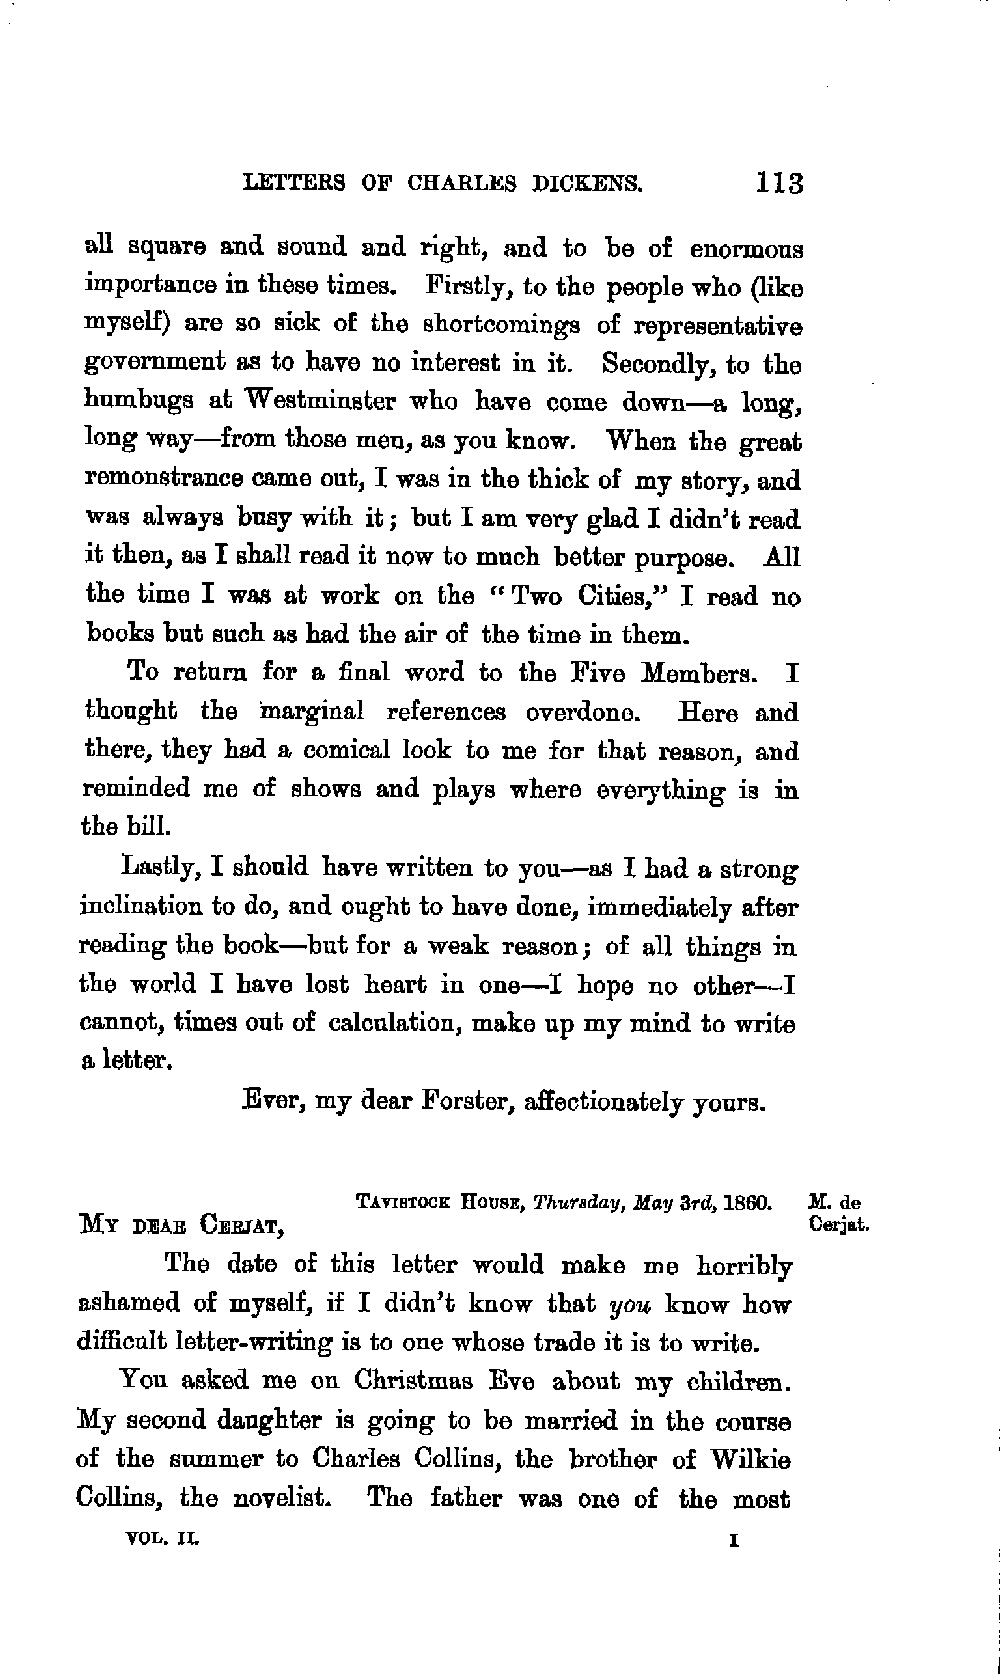 LETTERS OF CHARLES DICKENS. 113
all square and sound and right, and to be of enormous
importance in these times. Firstly, to the people who (like
myself) are so sick of the shortcomings of representative
government as to have no interest in it. Secondly, to the
humbugs at Westminster who have come down—a long,
long way—from those men, as you know. When the great
remonstrance came out, I was in the thick of my story, and
was always busy with it; but I am very glad I didn't read
it then, as I shall read it now to much better purpose. All
the time I was at work on the "Two Cities," I read no
books but such as had the air of the time in them.
To return for a final word to the Five Members. I
thought the marginal references overdone. Here and
there, they had a comical look to me for that reason, and
reminded me of shows and plays where everything is in
the bill.
Lastly, I should have written to you—as I had a strong
inclination to do, and ought to have done, immediately after
reading the book—but for a weak reason; of all things in
the world I have lost heart in one—I hope no other—I
cannot, times out of calculation, make up my mind to write
a letter.
Ever, my dear Forster, affectionately yours.
TAVISTOCK HOUSE, Thursday, May 3rd, 1860. M. de
MY DEAR CERJAT, Cerjat.
The date of this letter would make me horribly
ashamed of myself, if I didn't know that you know how
difficult letter-writing is to one whose trade it is to write.
You asked me on Christmas Eve about my children.
My second daughter is going to be married in the course
of the summer to Charles Collins, the brother of Wilkie
Collins, the novelist. The father was one of the most
VOL. II. I